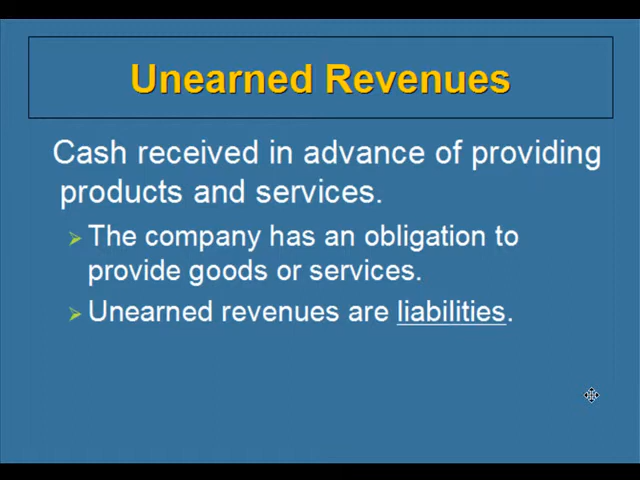 Unearned Revenues
Cash received in advance of providing
products and services.
The company has an obligation to
provide goods or services.
Unearned revenues are liabilities.